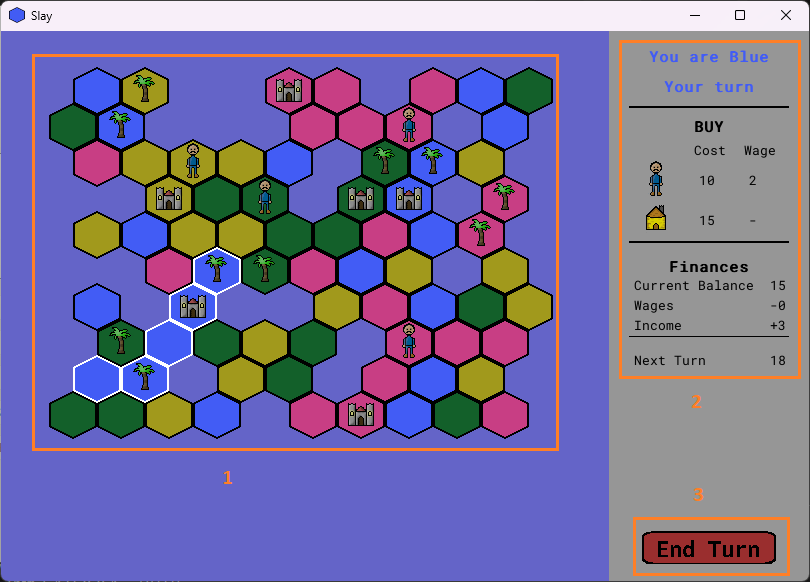 Slay
You are Blue
Your turn
BUY
Cost Wage
10 2
15 -
Finances
Current Balance 15
Wages -0
Income +3
Next Turn 18
2
1
3
End Turn